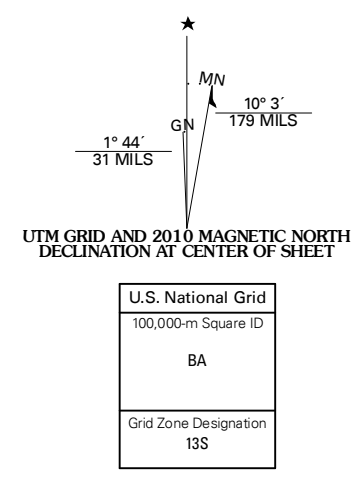 MN
10° 3´
179 MILS
GN
1° 44´
31 MILS
UTM GRID AND 2010 MAGNETIC NORTH
DECLINATION AT CENTER OF SHEET
U.S. National Grid
100,000-m Square ID
BA
Grid Zone Designation
13S